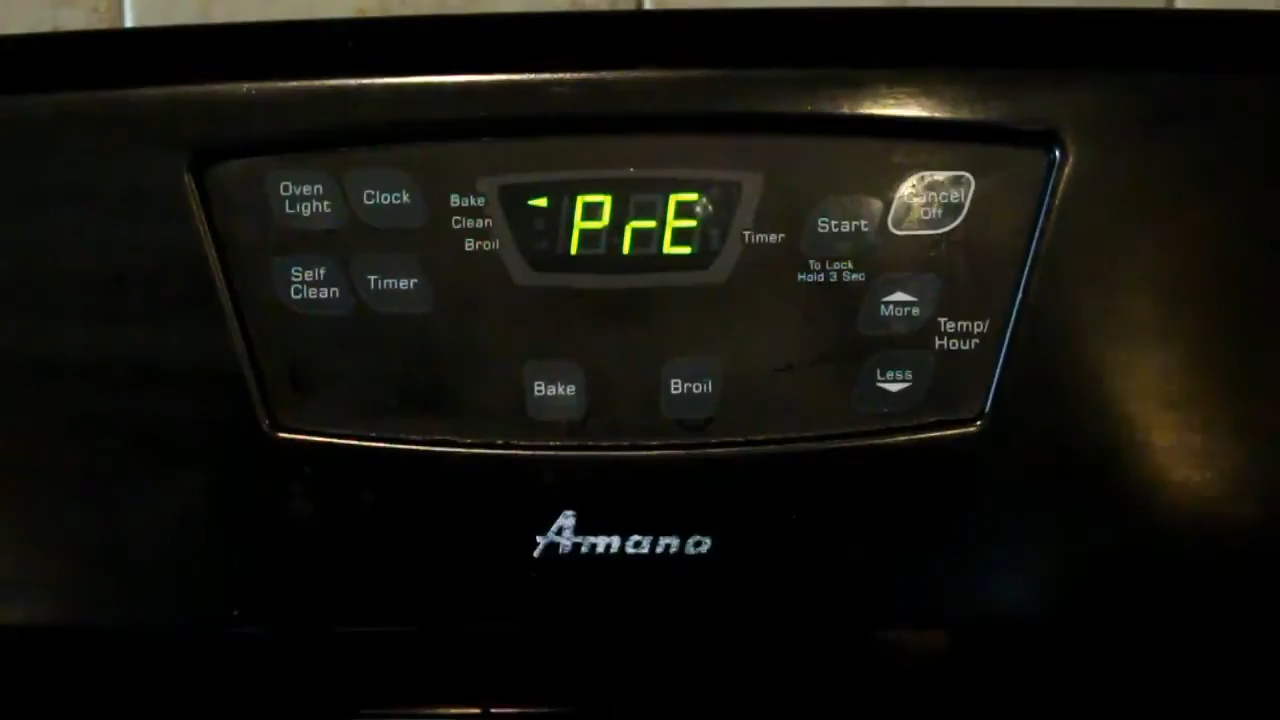 Oven
Light
Clock
Self
Clean
Timer
Bake
Clean
Broil
PrE
Timer
Start
To Lock
Hold 3 Sec
Cancel
Off
More
Temp/
Hour
Less
Bake
Broil
Amana